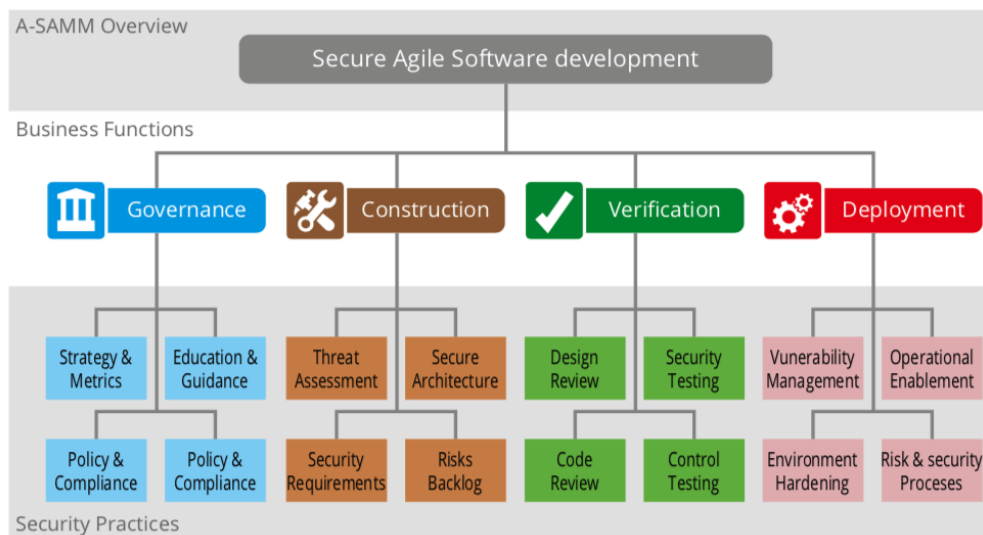 A-SAMM Overview
Secure Agile Software development
Business Functions
Governance
Construction
Verification
Deployment
Strategy &
Metrics
Education &
Guidance
Threat
Assessment
Secure
Architecture
Design
Review
Security
Testing
Vunerability
Management
Operational
Enablement
Policy &
Compliance
Policy &
Compliance
Security
Requirements
Risks
Backlog
Code
Review
Control
Testing
Environment
Hardening
Risk & security
Proceses
Security Practices